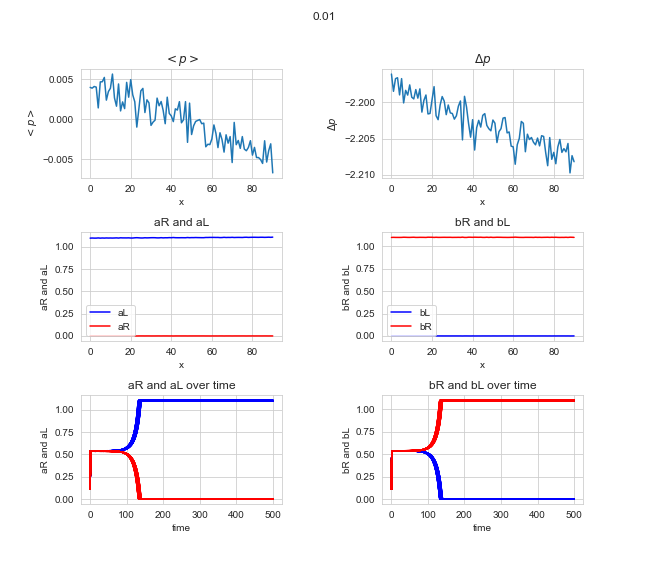 0.01
< p >
Δp
0.005
0.000
−0.005
< p >
0
20
40
60
80
x
−2.200
−2.205
−2.210
Δp
0
20
40
60
80
x
aR and aL
bR and bL
1.00
0.75
0.50
0.25
0.00
aR and aL
aL
aR
0
20
40
60
80
x
1.00
0.75
0.50
0.25
0.00
bR and bL
bL
bR
0
20
40
60
80
x
aR and aL over time
bR and bL over time
1.00
0.75
0.50
0.25
0.00
aR and aL
0
100
200
300
400
500
time
1.00
0.75
0.50
0.25
0.00
bR and bL
0
100
200
300
400
500
time